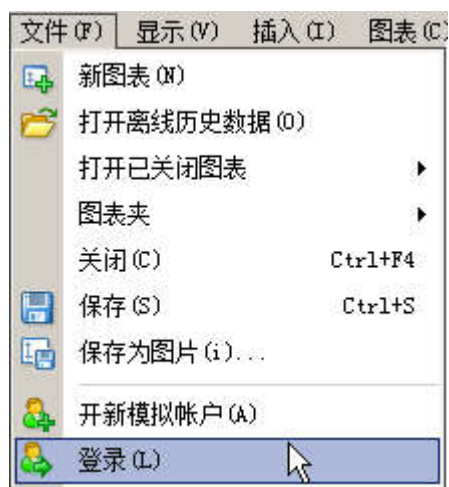 文件(F) 显示(V) 插入(I) 图表(C)
新图表(N)
打开离线历史数据(O)
打开已关闭图表
图表夹
关闭(C) Ctrl+F4
保存(S) Ctrl+S
保存为图片(i)...
开新模拟帐户(A)
登录(L)